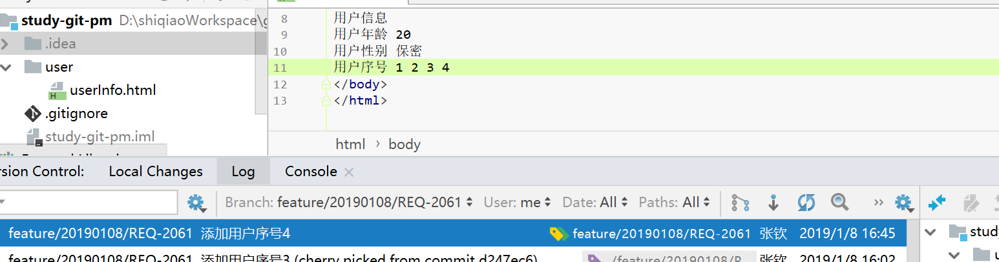 study-git-pm D:\shiqiaoWorkspace\g
.idea
user
userInfo.html
.gitignore
study-git-pm.iml
8 用户信息
9 用户年龄 20
10 用户性别 保密
11 用户序号 1 2 3 4
12 </body>
13 </html>
html › body
rsion Control: Local Changes Log Console
Branch: feature/20190108/REQ-2061 User: me Date: All Paths: All
feature/20190108/REQ-2061 添加用户序号4 feature/20190108/REQ-2061 张钦 2019/1/8 16:45
study
feature/20190108/REQ-2061 添加用户序号3 (cherry picked from commit d247ec6) /feature/20190108/R 张钦 2019/1/8 16:02